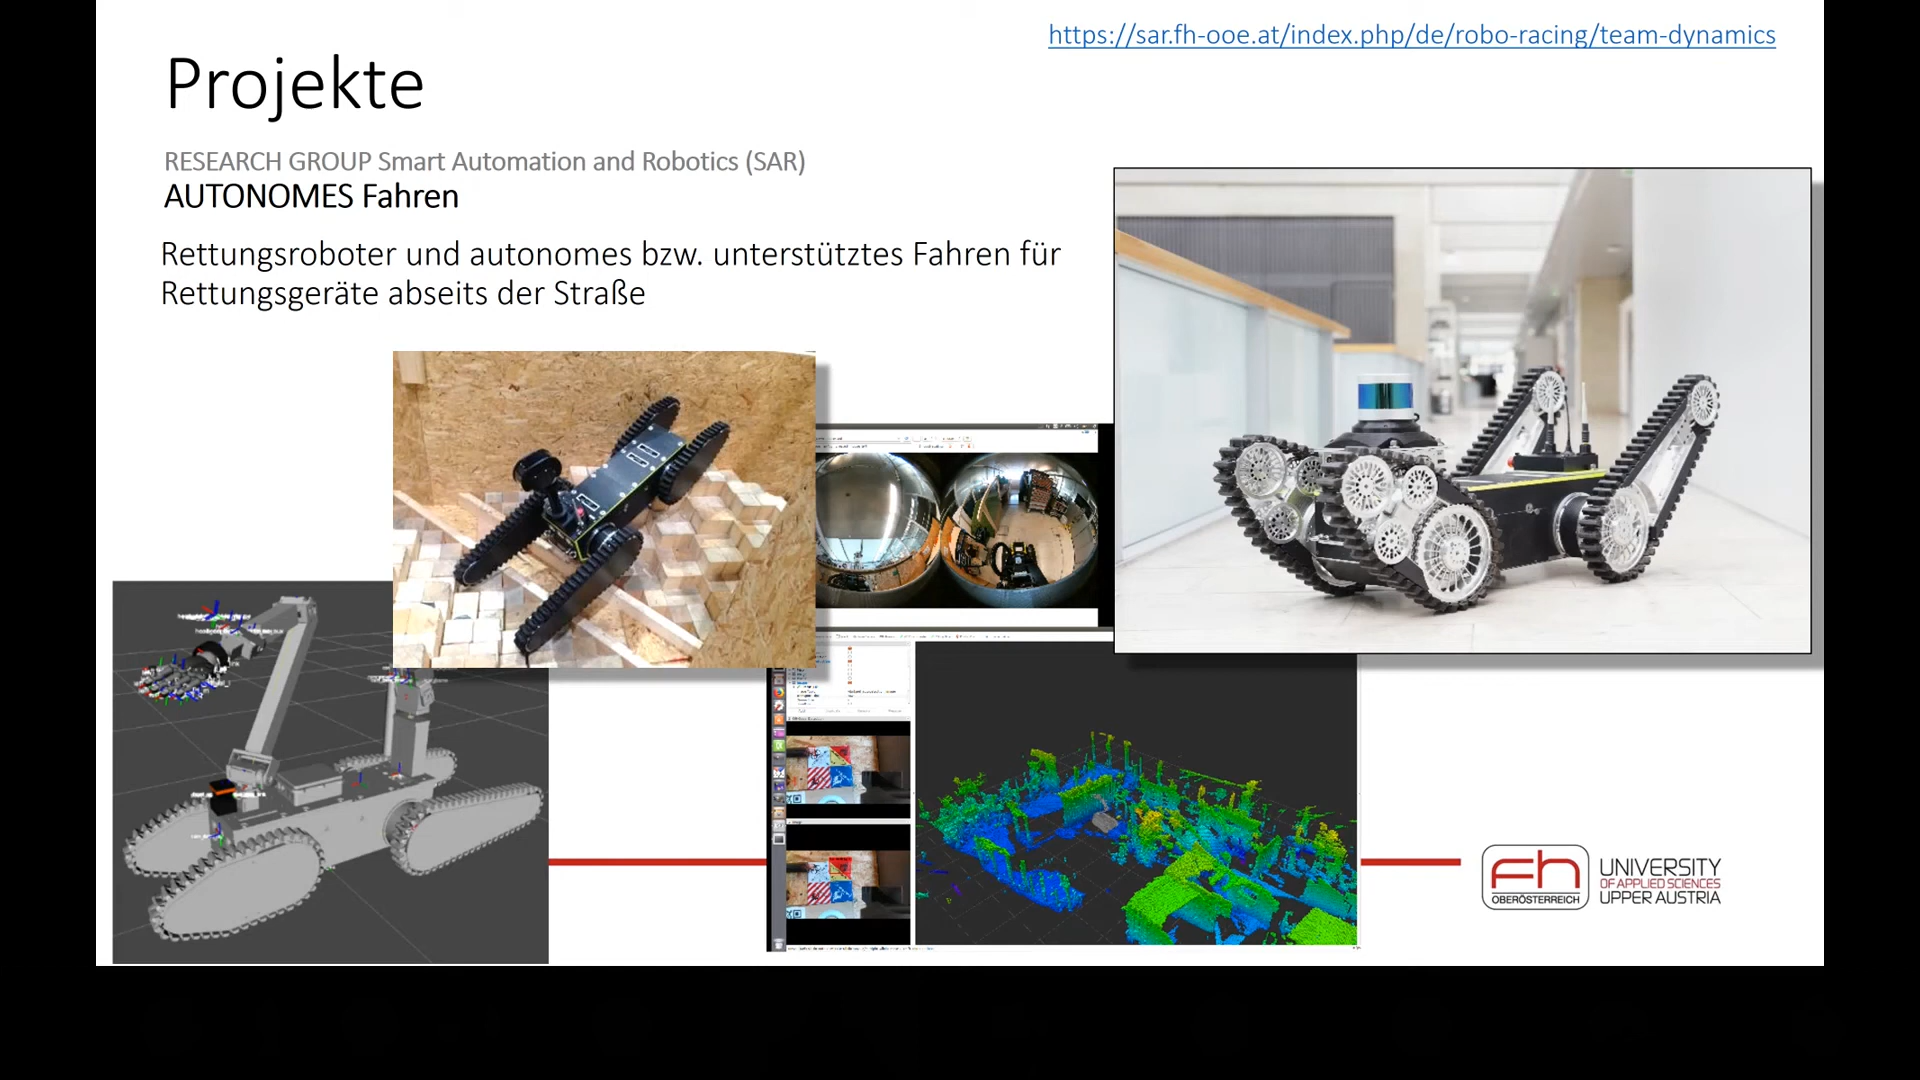 https://sar.fh-ooe.at/index.php/de/robo-racing/team-dynamics
Projekte
RESEARCH GROUP Smart Automation and Robotics (SAR)
AUTONOMES Fahren
Rettungsroboter und autonomes bzw. unterstütztes Fahren für
Rettungsgeräte abseits der Straße
fh
OBERÖSTERREICH
UNIVERSITY
OF APPLIED SCIENCES
UPPER AUSTRIA